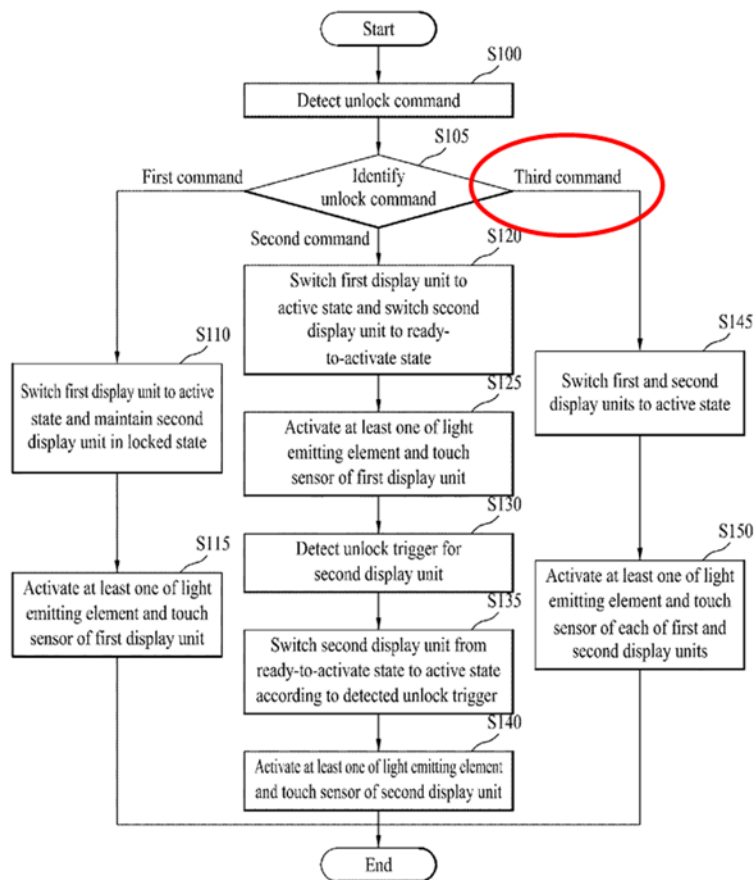 Start
S100
Detect unlock command
S105
First command
Identify
unlock command
Third command
Second command
S120
Switch first display unit to
active state and switch second
display unit to ready-
to-activate state
S110
Switch first display unit to active
state and maintain second
display unit in locked state
S145
Switch first and second
display units to active state
S125
Activate at least one of light
emitting element and touch
sensor of first display unit
S130
Detect unlock trigger for
second display unit
S115
Activate at least one of light
emitting element and touch
sensor of first display unit
S150
Activate at least one of light
emitting element and touch
sensor of each of first and
second display units
S135
Switch second display unit from
ready-to-activate state to active state
according to detected unlock trigger
S140
Activate at least one of light emitting element
and touch sensor of second display unit
End